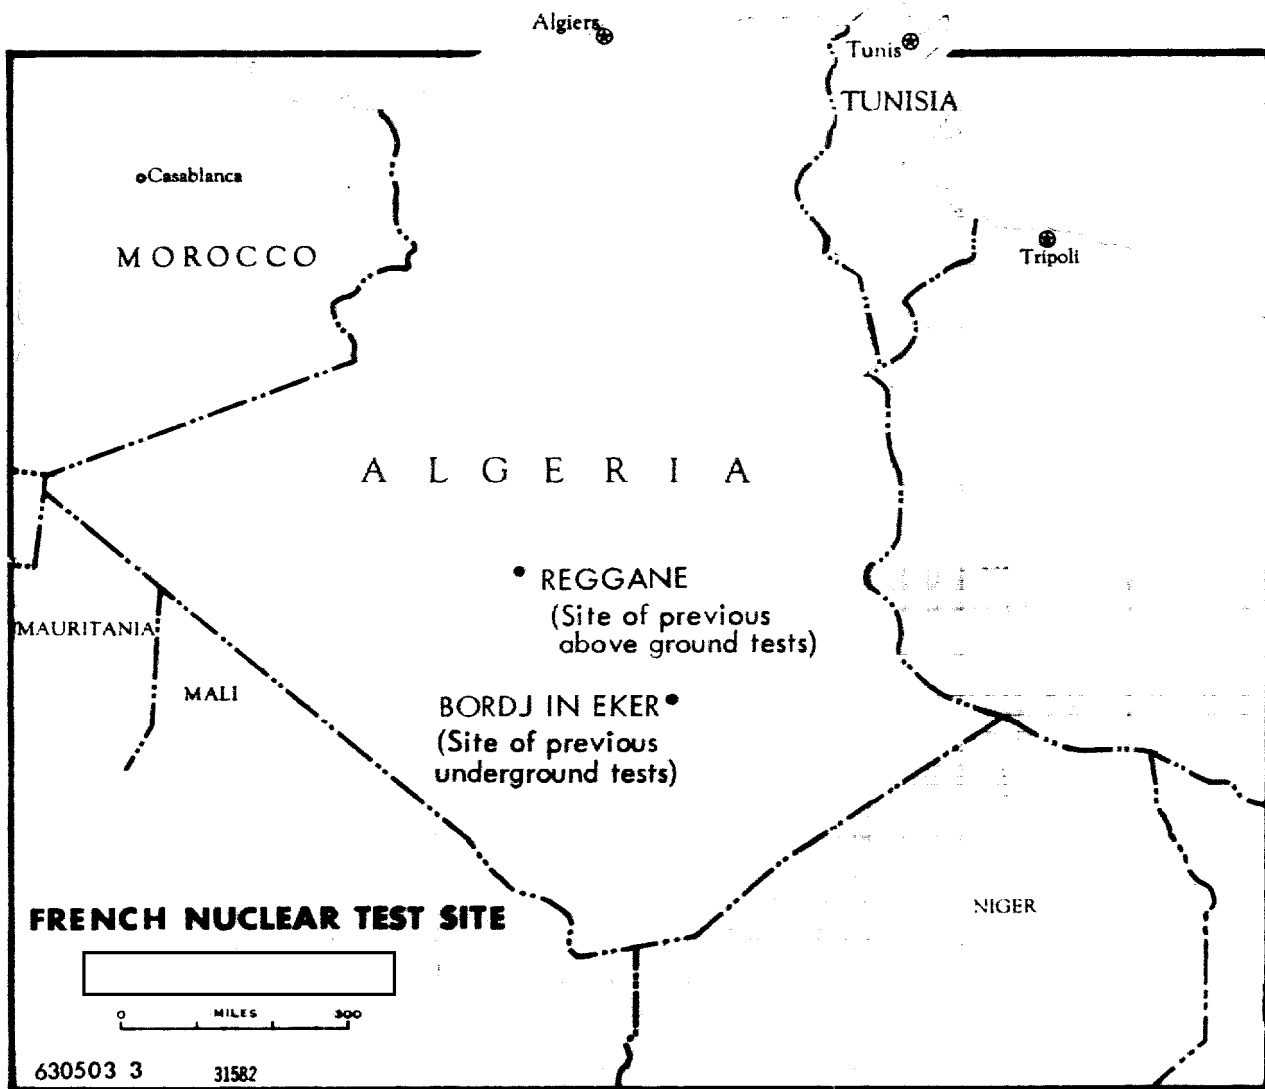 Algiers
Tunis
TUNISIA
Casablanca
MOROCCO
Tripoli
ALGERIA
REGGANE
(Site of previous
above ground tests)
MAURITANIA
MALI
BORDJ IN EKER
(Site of previous
underground tests)
NIGER
FRENCH NUCLEAR TEST SITE
0 MILES 300
630503 3 31582